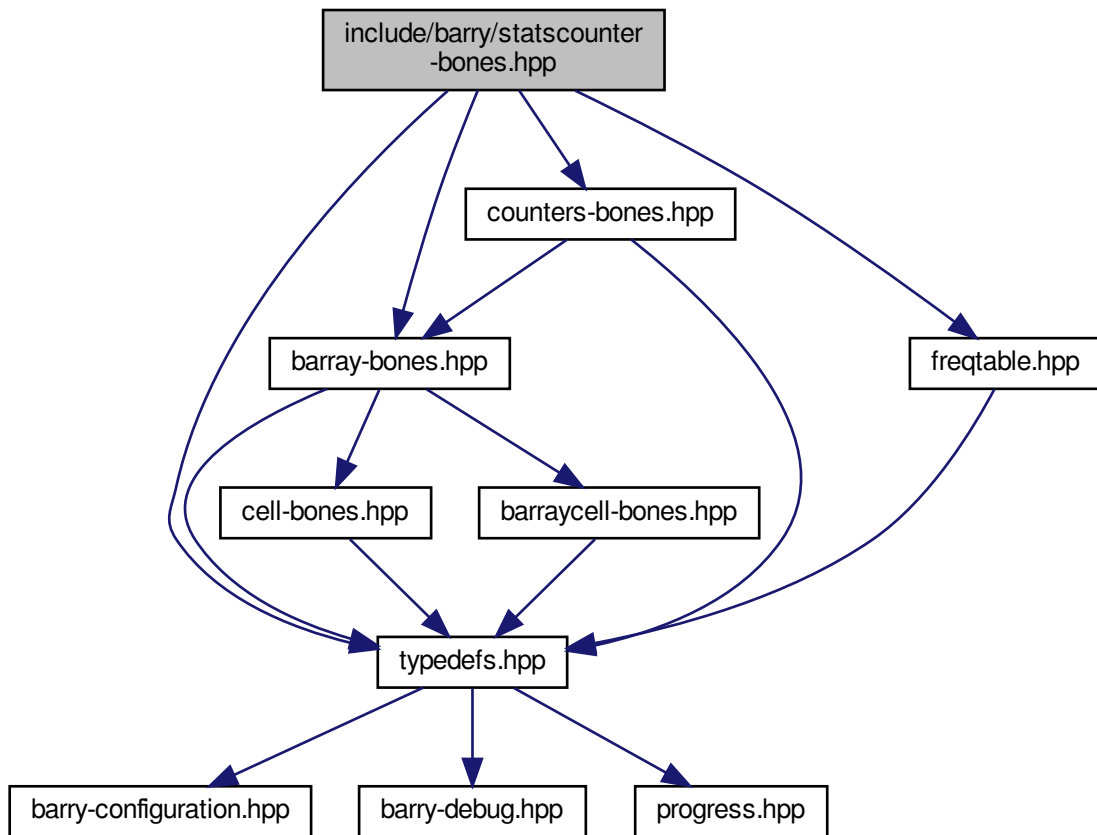 include/barry/statscounter
-bones.hpp
counters-bones.hpp
barray-bones.hpp
freqtable.hpp
cell-bones.hpp
barraycell-bones.hpp
typedefs.hpp
barry-configuration.hpp
barry-debug.hpp
progress.hpp